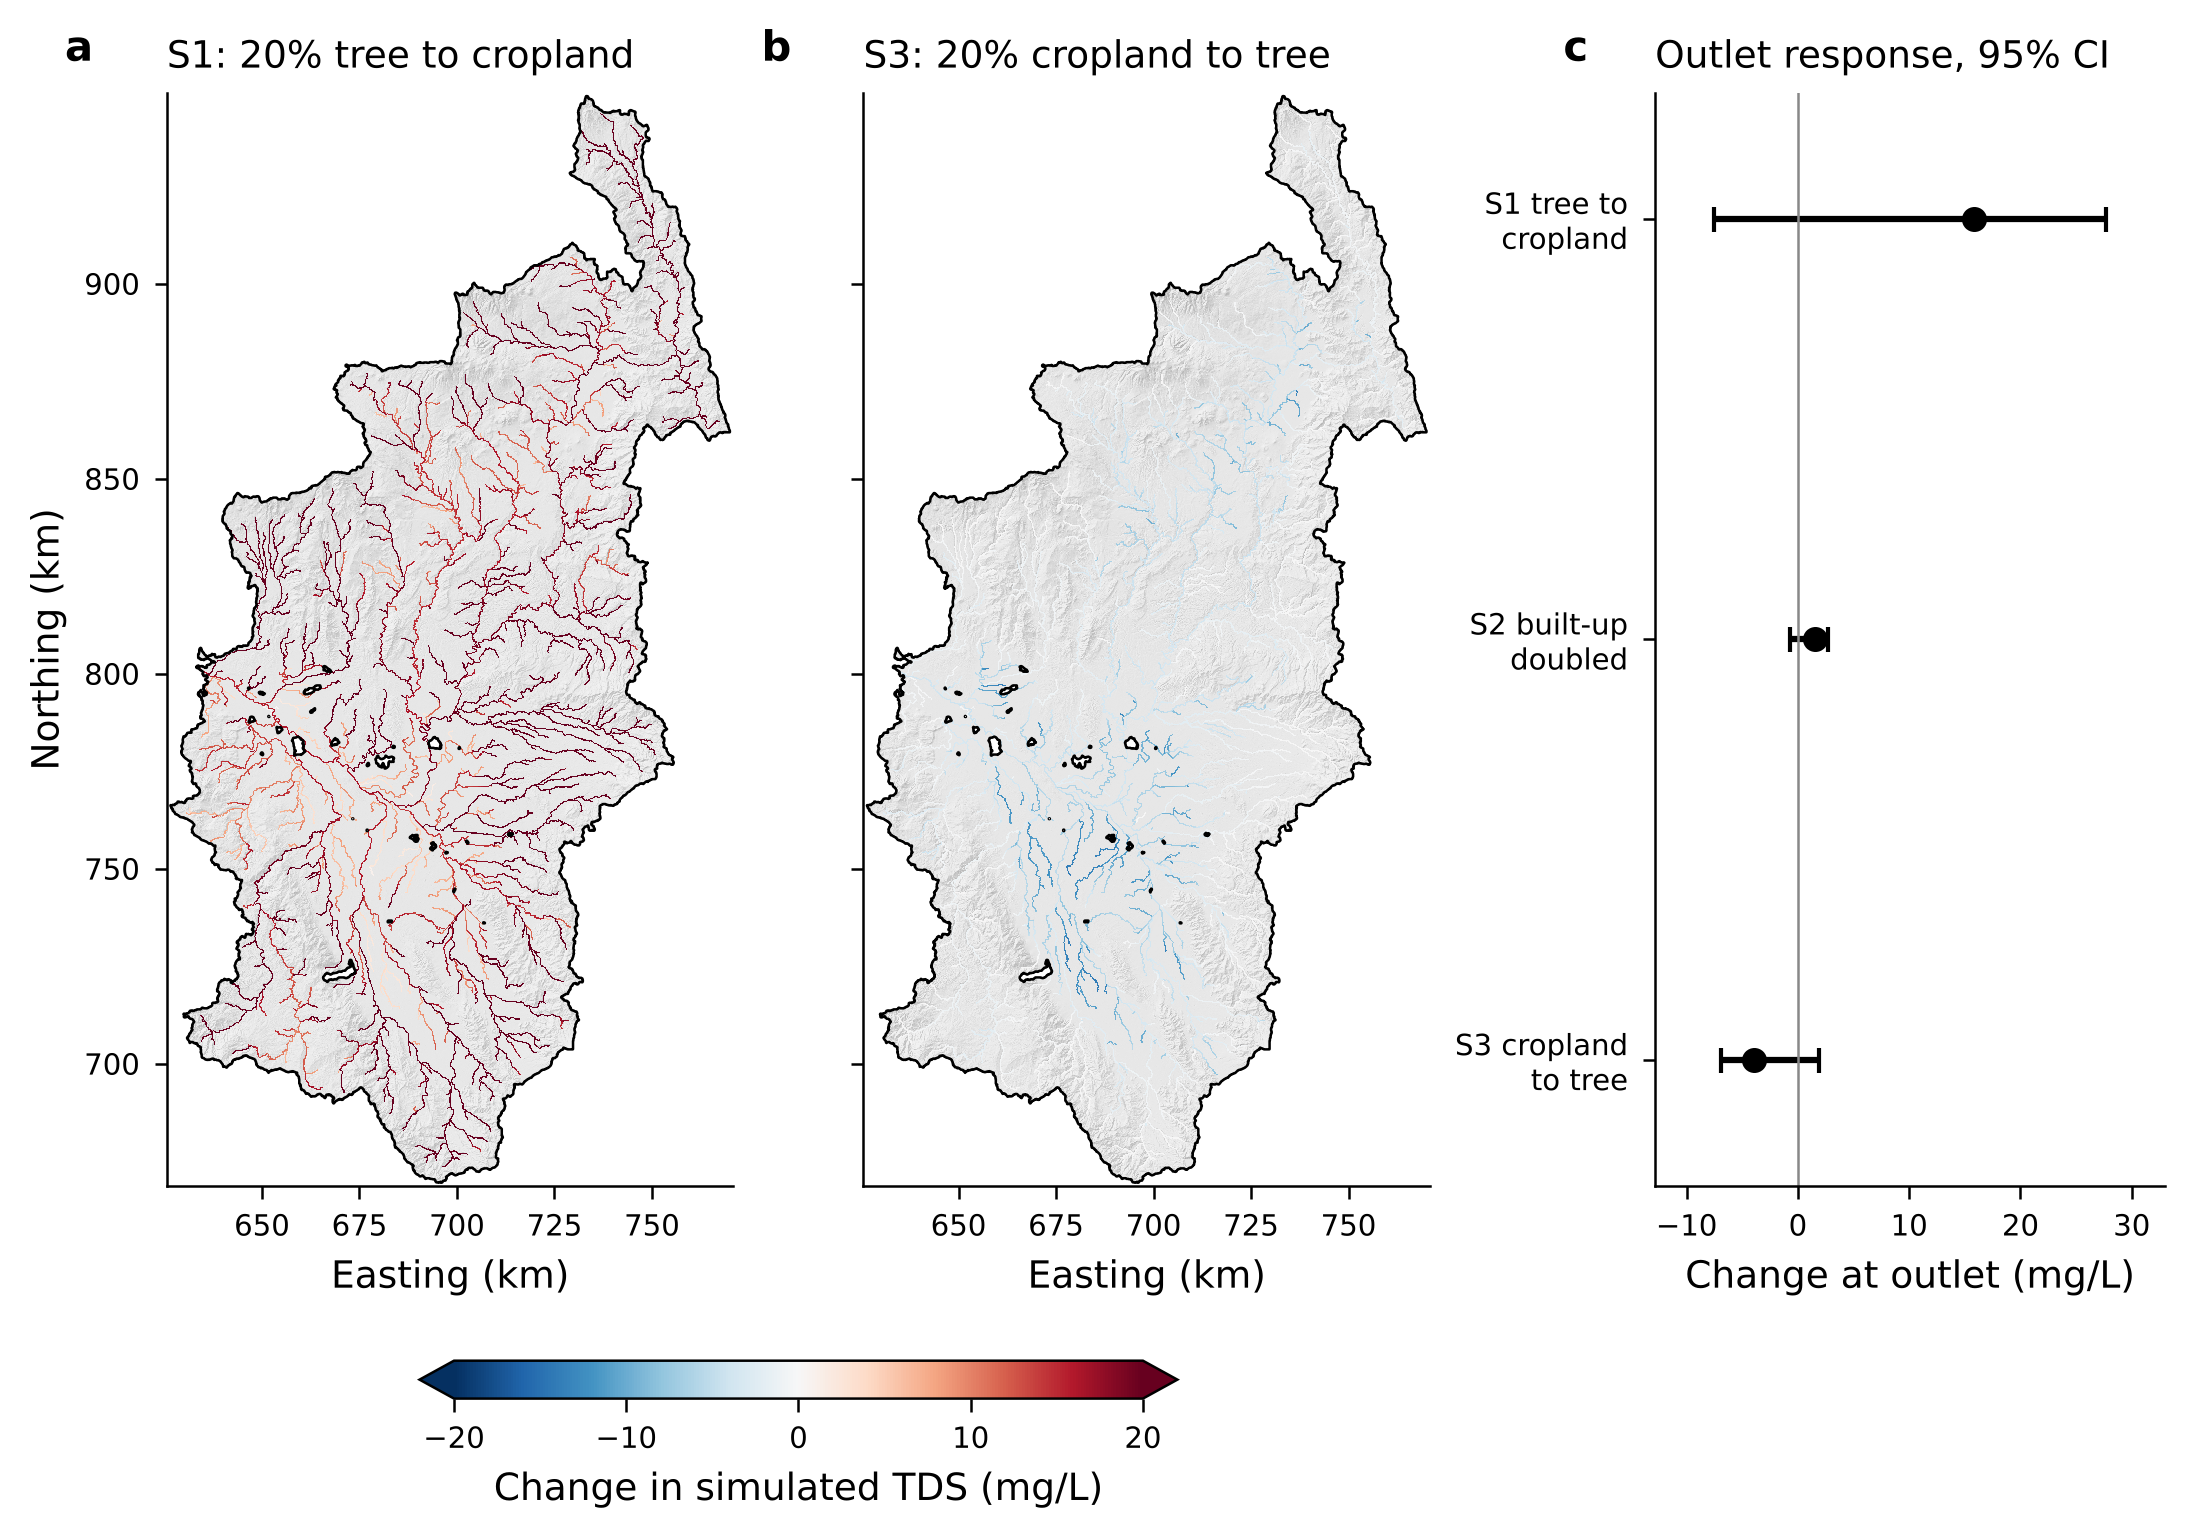 a
S1: 20% tree to cropland
b
S3: 20% cropland to tree
c
Outlet response, 95% CI
Northing (km)
900
850
800
750
700
650
675
700
725
750
Easting (km)
650
675
700
725
750
Easting (km)
S1 tree to
cropland
S2 built-up
doubled
S3 cropland
to tree
−10
0
10
20
30
Change at outlet (mg/L)
−20
−10
0
10
20
Change in simulated TDS (mg/L)